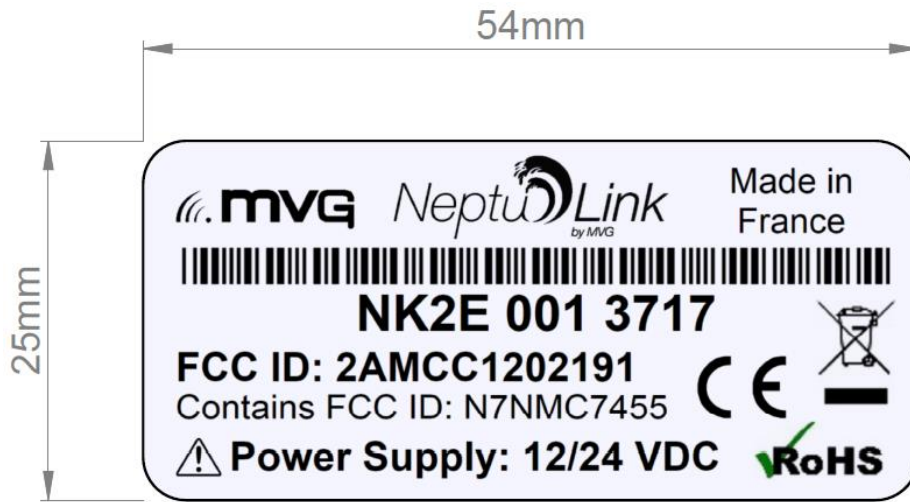 54mm
25mm
mvg NeptuLink Made in
by MVG France
NK2E 001 3717
FCC ID: 2AMCC1202191
Contains FCC ID: N7NMC7455
CE
Power Supply: 12/24 VDC RoHS